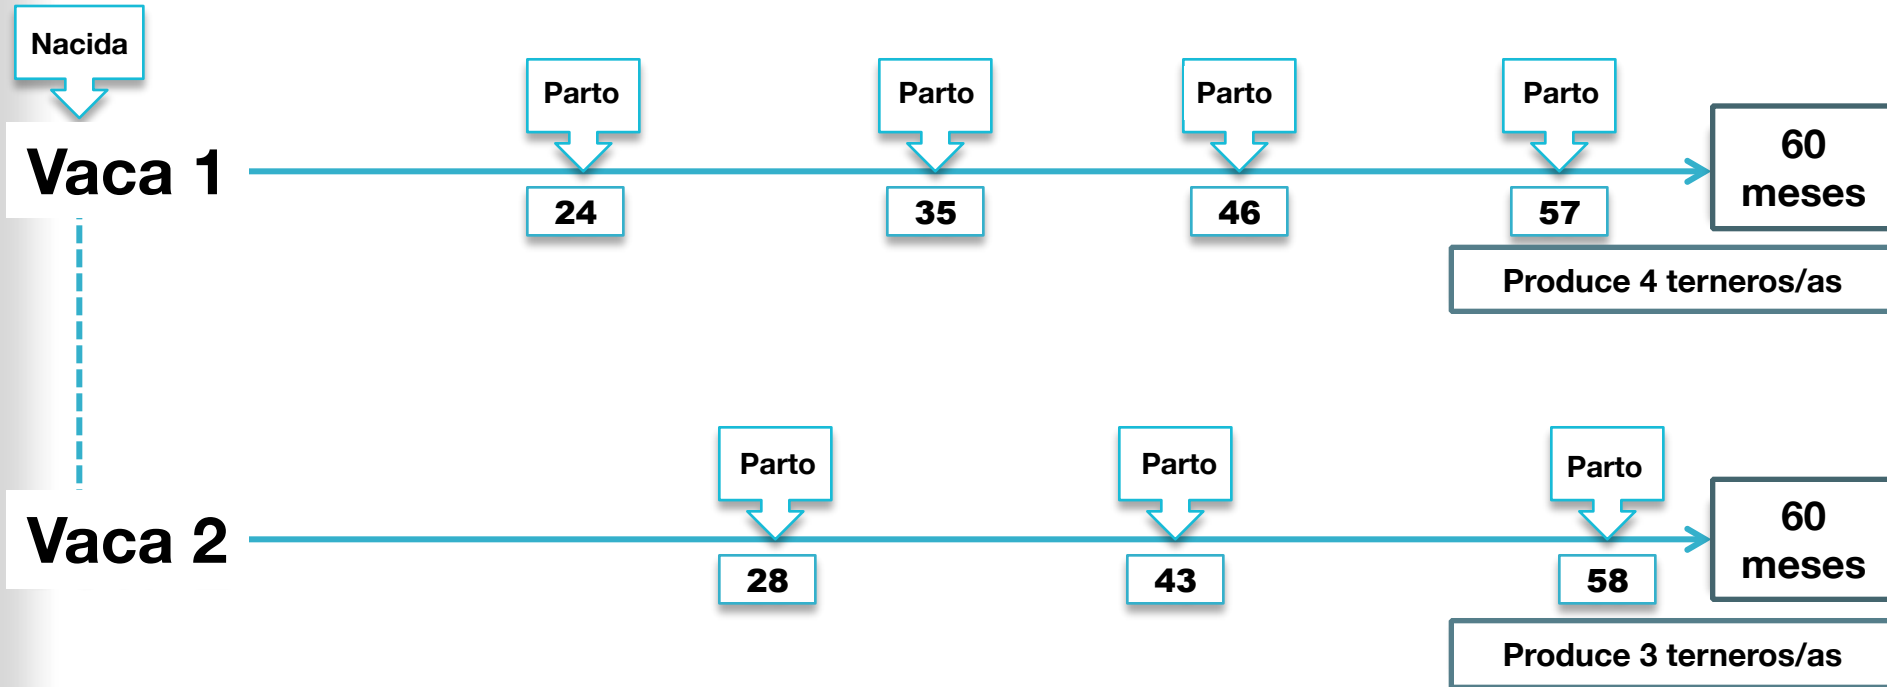 Nacida
Parto
Parto
Parto
Parto
Vaca 1
60
meses
24
35
46
57
Produce 4 terneros/as
Parto
Parto
Parto
Vaca 2
60
meses
28
43
58
Produce 3 terneros/as